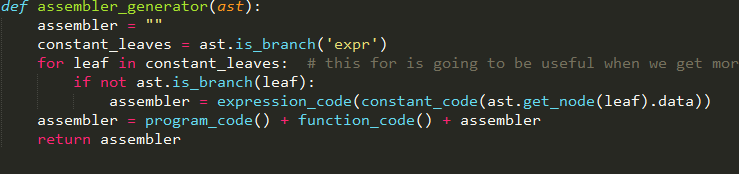 def assembler_generator(ast):
    assembler = ""
    constant_leaves = ast.is_branch('expr')
    for leaf in constant_leaves:  # this for is going to be useful when we get mor
        if not ast.is_branch(leaf):
            assembler = expression_code(constant_code(ast.get_node(leaf).data))
    assembler = program_code() + function_code() + assembler
    return assembler